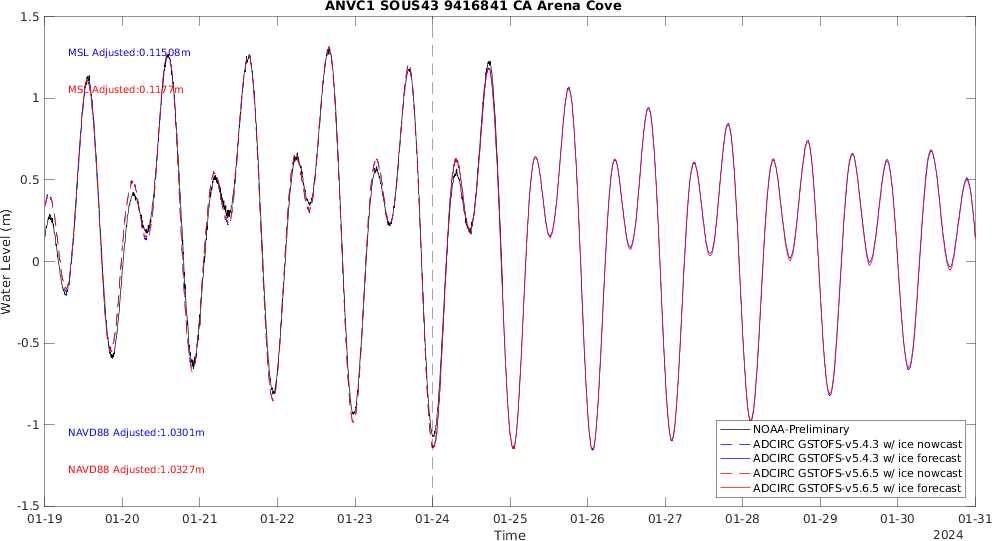 ANVC1 SOUS43 9416841 CA Arena Cove
1.5
1
0.5
0
-0.5
-1
-1.5
Water Level (m)
MSL Adjusted:0.11508m
MSL Adjusted:0.1177m
NAVD88 Adjusted:1.0301m
NAVD88 Adjusted:1.0327m
NOAA-Preliminary
ADCIRC GSTOFS-v5.4.3 w/ ice nowcast
ADCIRC GSTOFS-v5.4.3 w/ ice forecast
ADCIRC GSTOFS-v5.6.5 w/ ice nowcast
ADCIRC GSTOFS-v5.6.5 w/ ice forecast
01-19 01-20 01-21 01-22 01-23 01-24 01-25 01-26 01-27 01-28 01-29 01-30 01-31
Time
2024